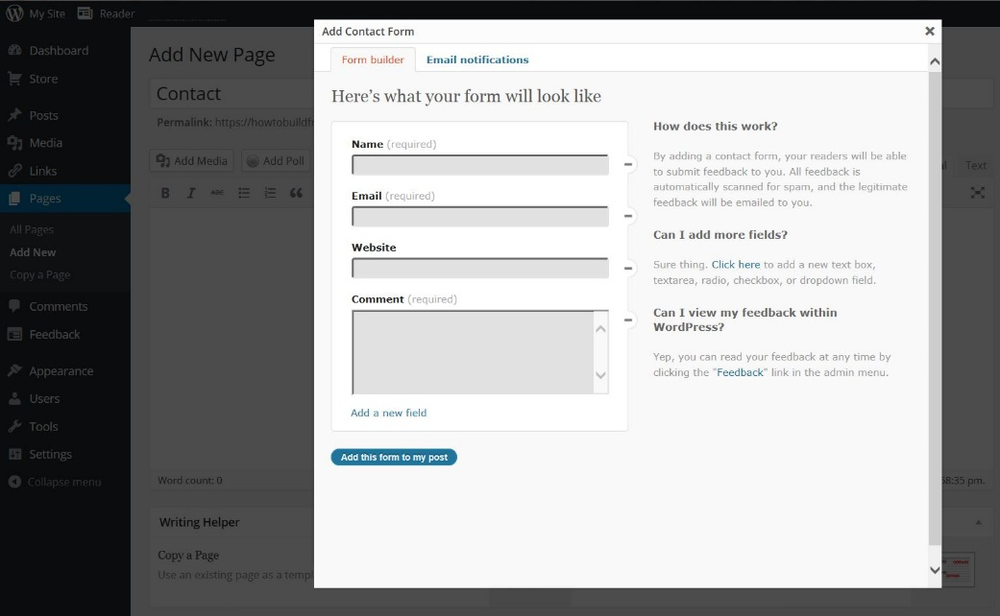 My Site
Reader
Dashboard
Store
Posts
Media
Links
Pages
All Pages
Add New
Copy a Page
Comments
Feedback
Appearance
Users
Tools
Settings
Collapse menu
Add New Page
Contact
Permalink: https://howtobuildfr
Add Media
Add Poll
Text
B I ABC
Word count: 0
58:35 pm.
Writing Helper
Copy a Page
Use an existing page as a templ
Add Contact Form
Form builder
Email notifications
Here's what your form will look like
Name (required)
Email (required)
Website
Comment (required)
Add a new field
Add this form to my post
How does this work?
By adding a contact form, your readers will be able
to submit feedback to you. All feedback is
automatically scanned for spam, and the legitimate
feedback will be emailed to you.
Can I add more fields?
Sure thing. Click here to add a new text box,
textarea, radio, checkbox, or dropdown field.
Can I view my feedback within
WordPress?
Yep, you can read your feedback at any time by
clicking the "Feedback" link in the admin menu.